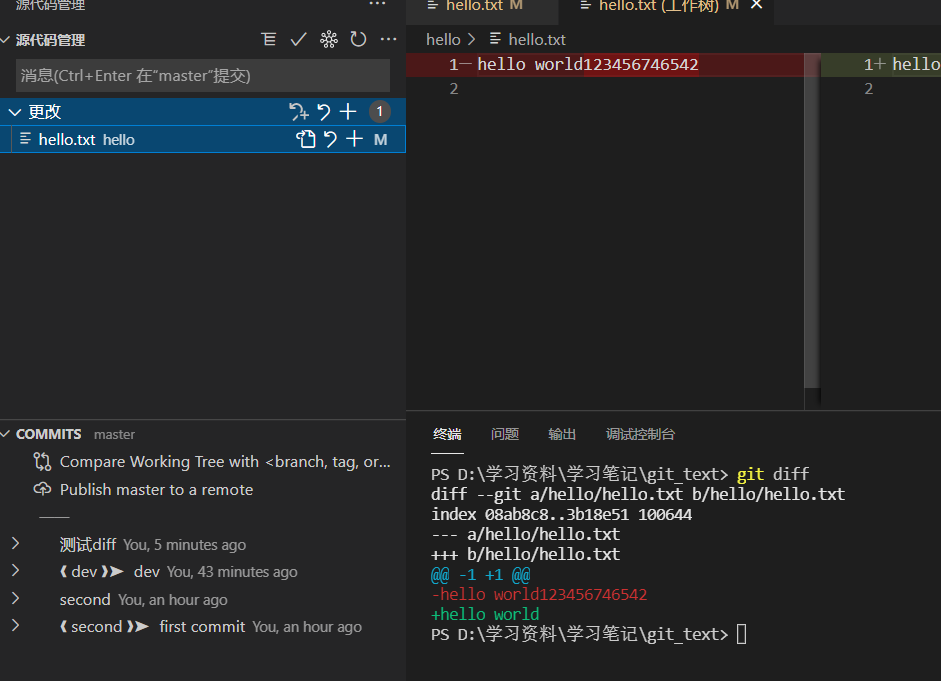 源代码管理
hello.txt M
hello.txt (工作树) M
源代码管理
hello > hello.txt
消息(Ctrl+Enter 在"master"提交)
1— hello world123456746542
2
1+ hello
2
更改
1
hello.txt hello M
COMMITS master
Compare Working Tree with <branch, tag, or...
Publish master to a remote
测试diff You, 5 minutes ago
⟪ dev ⟫➤ dev You, 43 minutes ago
second You, an hour ago
⟪ second ⟫➤ first commit You, an hour ago
终端 问题 输出 调试控制台
PS D:\学习资料\学习笔记\git_text> git diff
diff --git a/hello/hello.txt b/hello/hello.txt
index 08ab8c8..3b18e51 100644
--- a/hello/hello.txt
+++ b/hello/hello.txt
@@ -1 +1 @@
-hello world123456746542
+hello world
PS D:\学习资料\学习笔记\git_text>